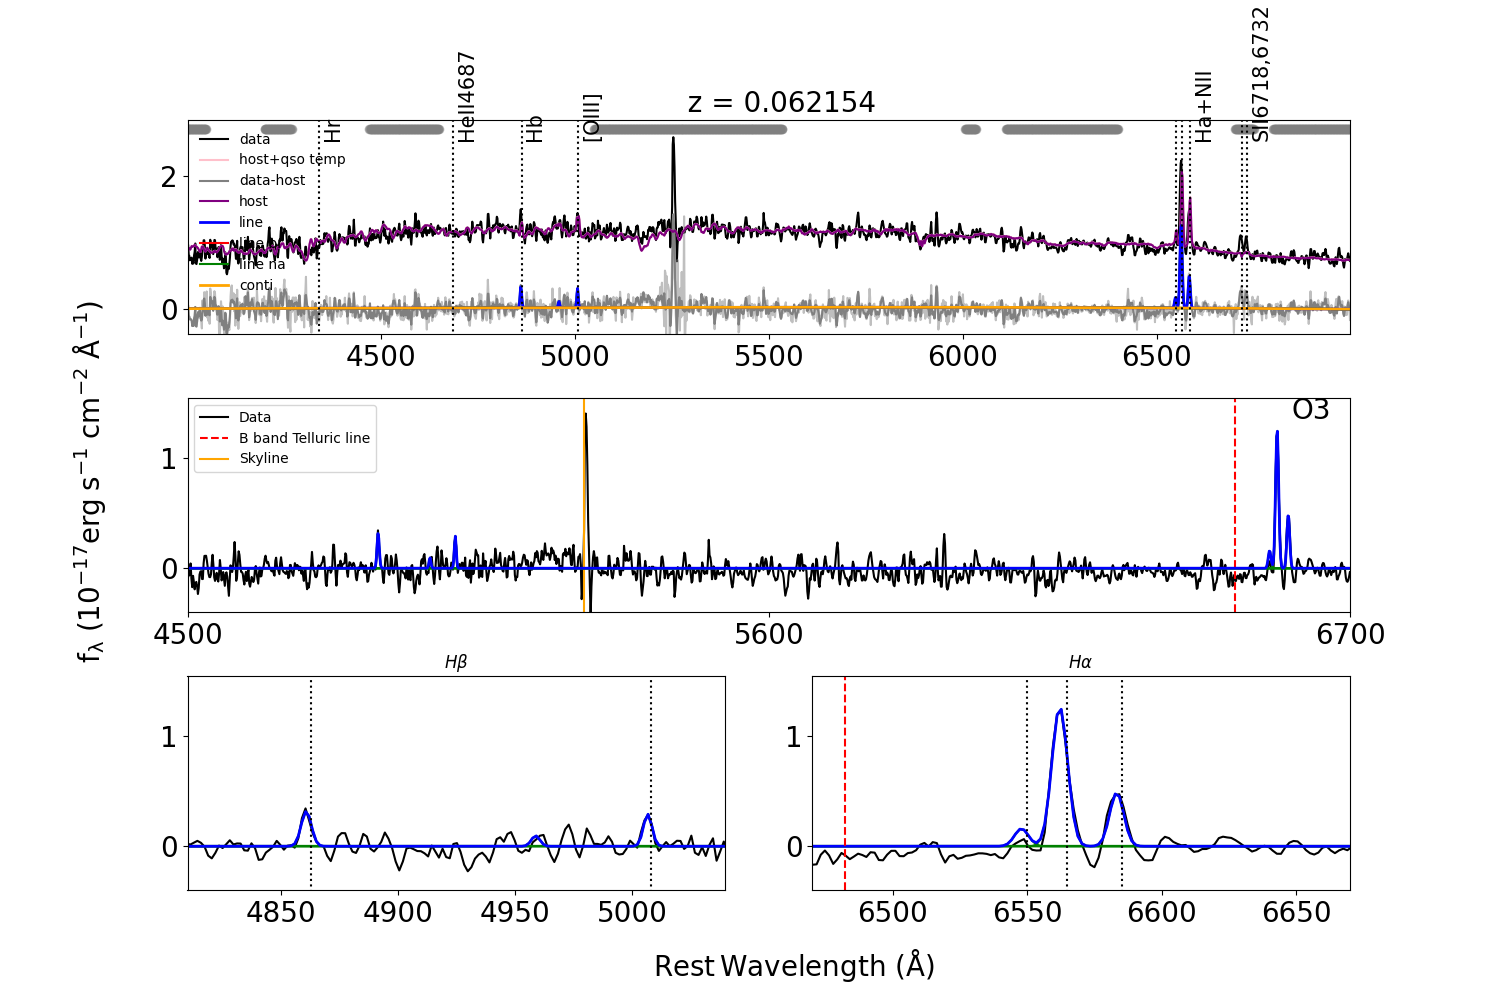 z = 0.062154
Hr
HeII4687
Hb
[OIII]
Ha+NII
SII6718,6732
data
host+qso temp
data-host
host
line
line na
conti
2
0
4500 5000 5500 6000 6500
fλ (10⁻¹⁷erg s⁻¹ cm⁻² Å⁻¹)
Data
B band Telluric line
Skyline
O3
1
0
4500 5600 6700
Hβ
1
0
4850 4900 4950 5000
Hα
1
0
6500 6550 6600 6650
Rest Wavelength (Å)